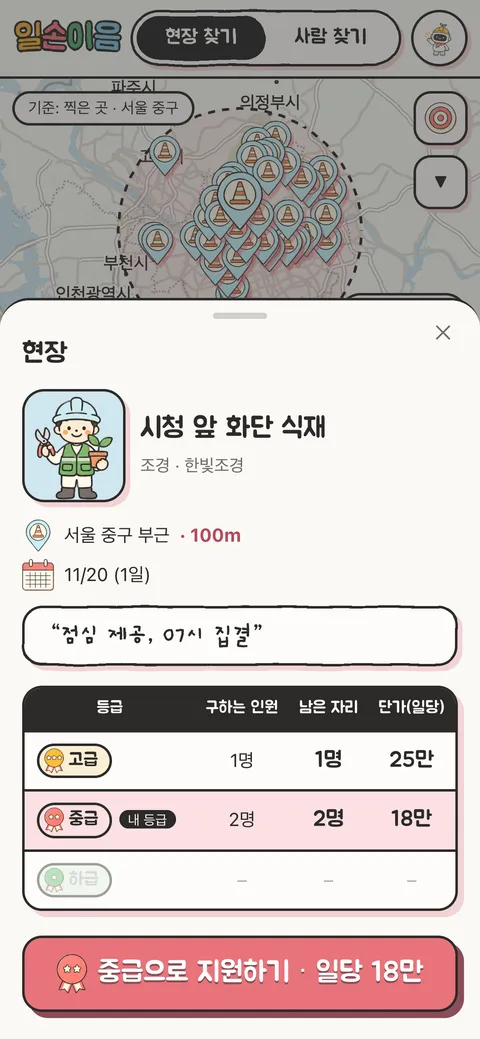 일손이음
현장 찾기
사람 찾기
파주시
기준: 찍은 곳 · 서울 중구
의정부시
부천시
인천광역시
현장
시청 앞 화단 식재
조경 · 한빛조경
서울 중구 부근 · 100m
11/20 (1일)
“점심 제공, 07시 집결”
등급 구하는 인원 남은 자리 단가(일당)
고급 1명 1명 25만
중급 내 등급 2명 2명 18만
하급 – – –
중급으로 지원하기 · 일당 18만